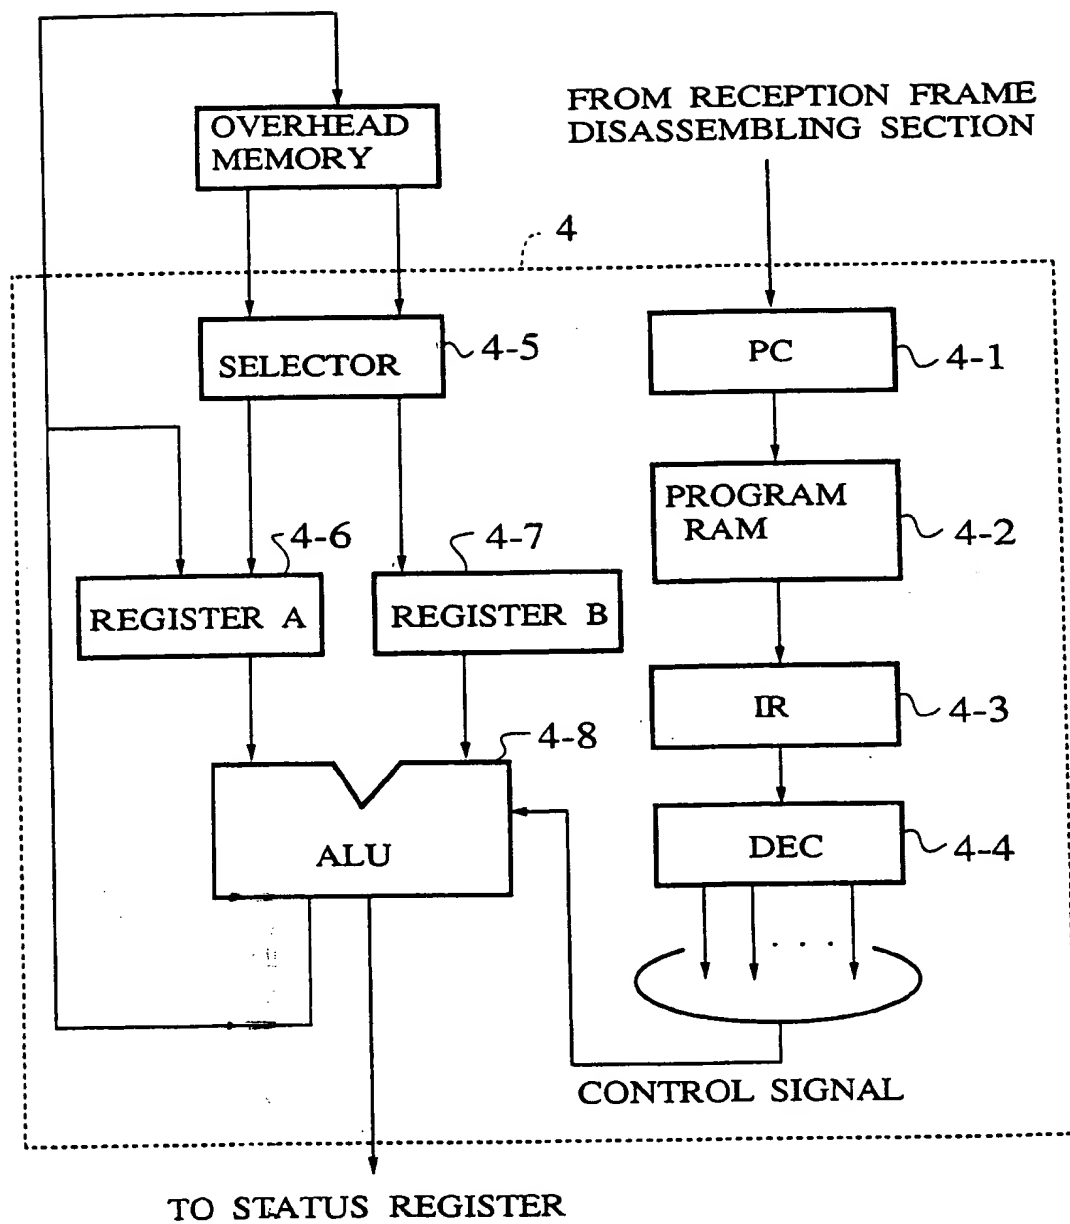 OVERHEAD
MEMORY
FROM RECEPTION FRAME
DISASSEMBLING SECTION
4
SELECTOR
4-5
PC
4-1
PROGRAM
RAM
4-2
4-6
4-7
REGISTER A
REGISTER B
IR
4-3
4-8
ALU
DEC
4-4
. . . .
CONTROL SIGNAL
TO STATUS REGISTER